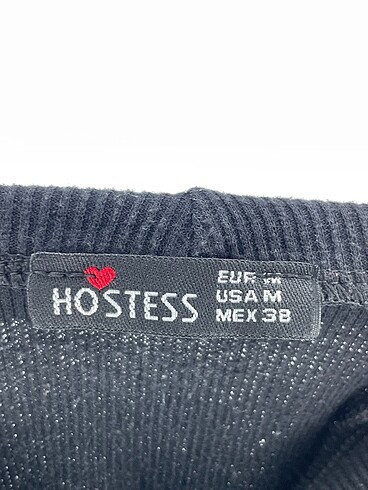 HOSTESS
EUR M
USA M
MEX 38